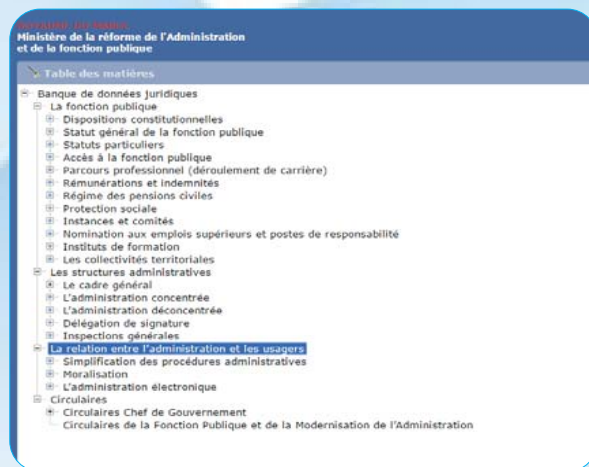 ROYAUME DU MAROC
Ministère de la réforme de l'Administration
et de la fonction publique
Table des matières
Banque de données juridiques
La fonction publique
Dispositions constitutionnelles
Statut général de la fonction publique
Statuts particuliers
Accès à la fonction publique
Parcours professionnel (déroulement de carrière)
Rémunérations et indemnités
Régime des pensions civiles
Protection sociale
Instances et comités
Nomination aux emplois supérieurs et postes de responsabilité
Instituts de formation
Les collectivités territoriales
Les structures administratives
Le cadre général
L'administration concentrée
L'administration déconcentrée
Délégation de signature
Inspections générales
La relation entre l'administration et les usagers
Simplification des procédures administratives
Moralisation
L'administration électronique
Circulaires
Circulaires Chef de Gouvernement
Circulaires de la Fonction Publique et de la Modernisation de l'Administration